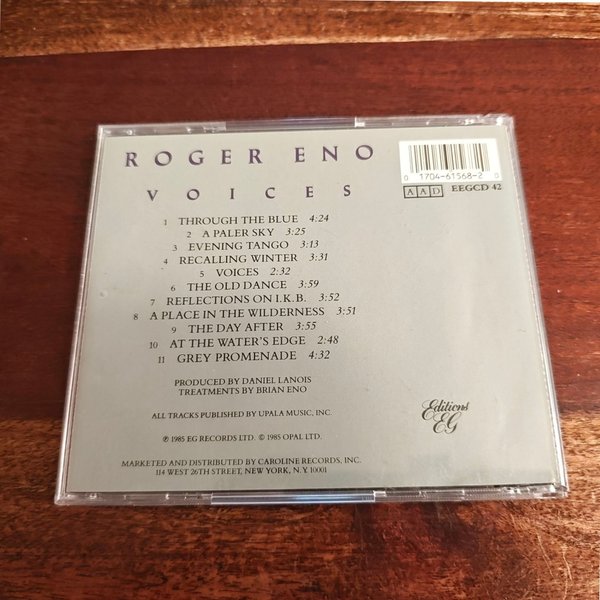 ROGER ENO
VOICES
0 1704-61568-2 0
A A D EEGCD 42
1 THROUGH THE BLUE 4:24
2 A PALER SKY 3:25
3 EVENING TANGO 3:13
4 RECALLING WINTER 3:31
5 VOICES 2:32
6 THE OLD DANCE 3:59
7 REFLECTIONS ON I.K.B. 3:52
8 A PLACE IN THE WILDERNESS 3:51
9 THE DAY AFTER 3:55
10 AT THE WATER'S EDGE 2:48
11 GREY PROMENADE 4:32
PRODUCED BY DANIEL LANOIS
TREATMENTS BY BRIAN ENO
ALL TRACKS PUBLISHED BY UPALA MUSIC, INC.
℗ 1985 EG RECORDS LTD. © 1985 OPAL LTD.
MARKETED AND DISTRIBUTED BY CAROLINE RECORDS, INC.
114 WEST 26TH STREET, NEW YORK, N.Y. 10001
Editions
EG